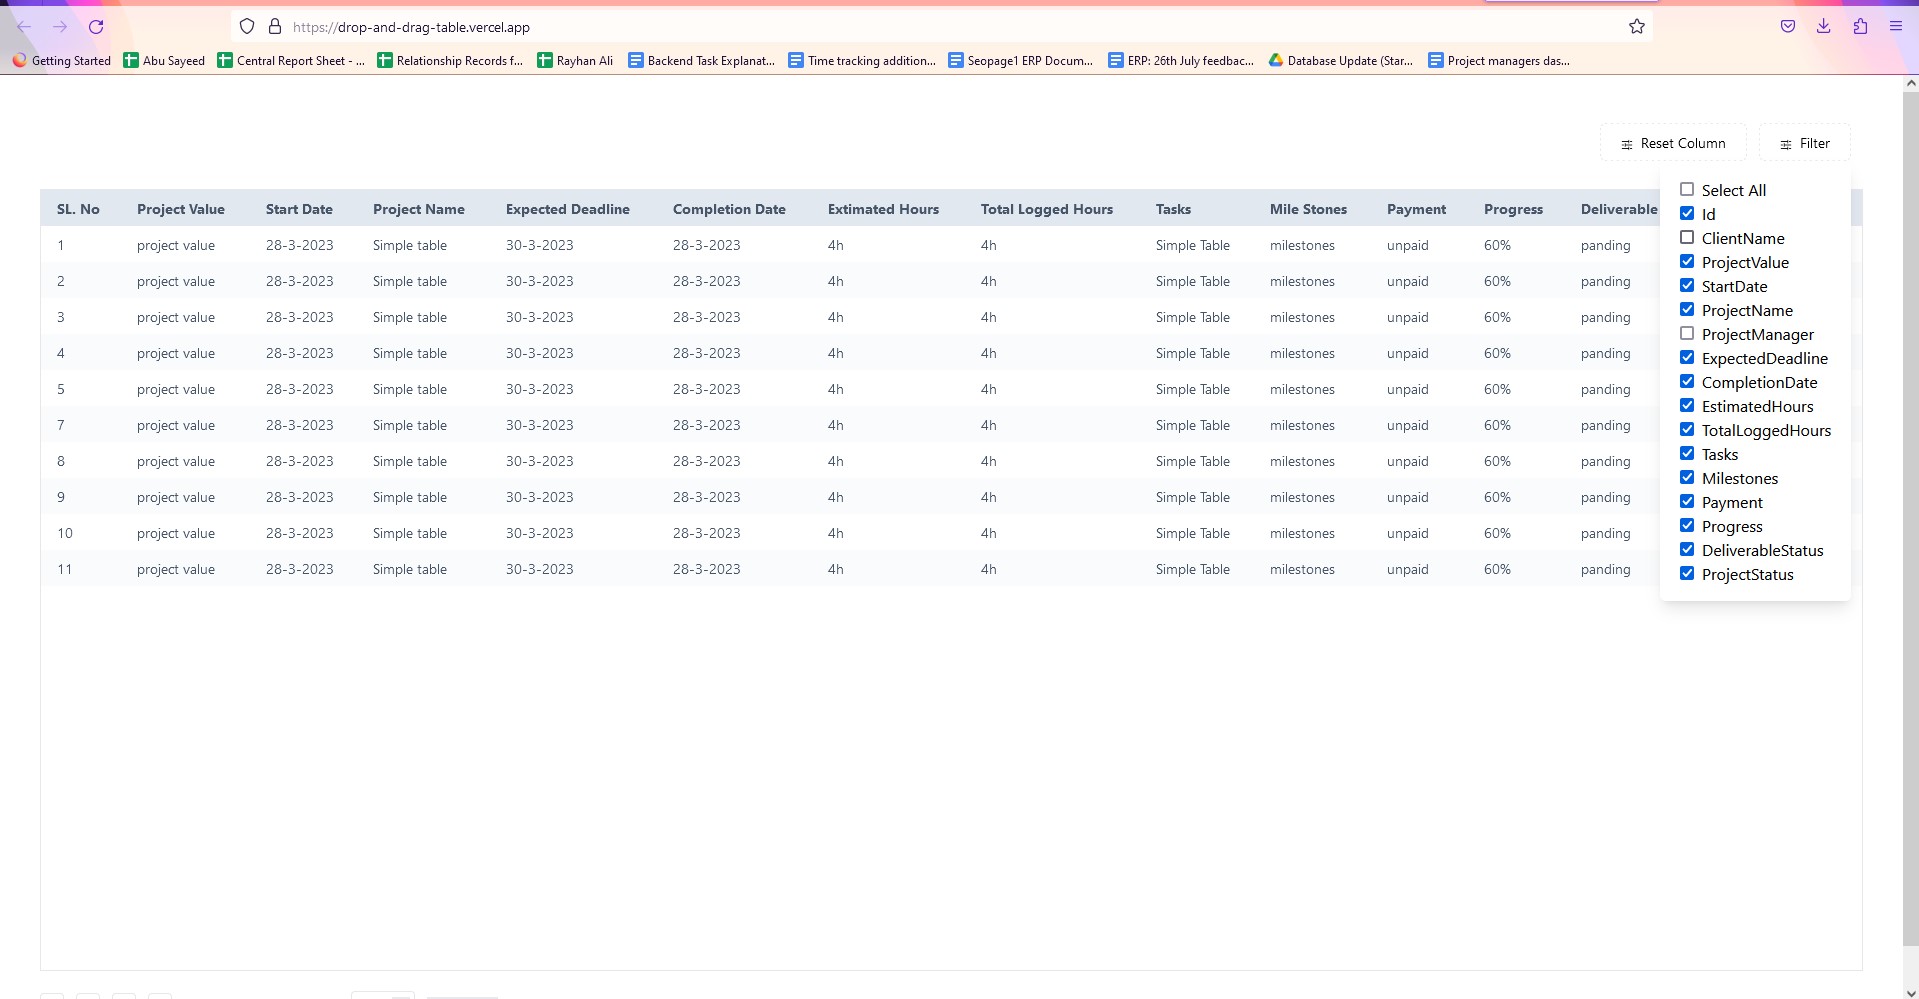 https://drop-and-drag-table.vercel.app
Getting Started Abu Sayeed Central Report Sheet - ... Relationship Records f... Rayhan Ali Backend Task Explanat... Time tracking addition... Seopage1 ERP Docum... ERP: 26th July feedbac... Database Update (Star... Project managers das...
Reset Column Filter
SL. No Project Value Start Date Project Name Expected Deadline Completion Date Extimated Hours Total Logged Hours Tasks Mile Stones Payment Progress Deliverable
1 project value 28-3-2023 Simple table 30-3-2023 28-3-2023 4h 4h Simple Table milestones unpaid 60% panding
2 project value 28-3-2023 Simple table 30-3-2023 28-3-2023 4h 4h Simple Table milestones unpaid 60% panding
3 project value 28-3-2023 Simple table 30-3-2023 28-3-2023 4h 4h Simple Table milestones unpaid 60% panding
4 project value 28-3-2023 Simple table 30-3-2023 28-3-2023 4h 4h Simple Table milestones unpaid 60% panding
5 project value 28-3-2023 Simple table 30-3-2023 28-3-2023 4h 4h Simple Table milestones unpaid 60% panding
7 project value 28-3-2023 Simple table 30-3-2023 28-3-2023 4h 4h Simple Table milestones unpaid 60% panding
8 project value 28-3-2023 Simple table 30-3-2023 28-3-2023 4h 4h Simple Table milestones unpaid 60% panding
9 project value 28-3-2023 Simple table 30-3-2023 28-3-2023 4h 4h Simple Table milestones unpaid 60% panding
10 project value 28-3-2023 Simple table 30-3-2023 28-3-2023 4h 4h Simple Table milestones unpaid 60% panding
11 project value 28-3-2023 Simple table 30-3-2023 28-3-2023 4h 4h Simple Table milestones unpaid 60% panding
Select All
Id
ClientName
ProjectValue
StartDate
ProjectName
ProjectManager
ExpectedDeadline
CompletionDate
EstimatedHours
TotalLoggedHours
Tasks
Milestones
Payment
Progress
DeliverableStatus
ProjectStatus